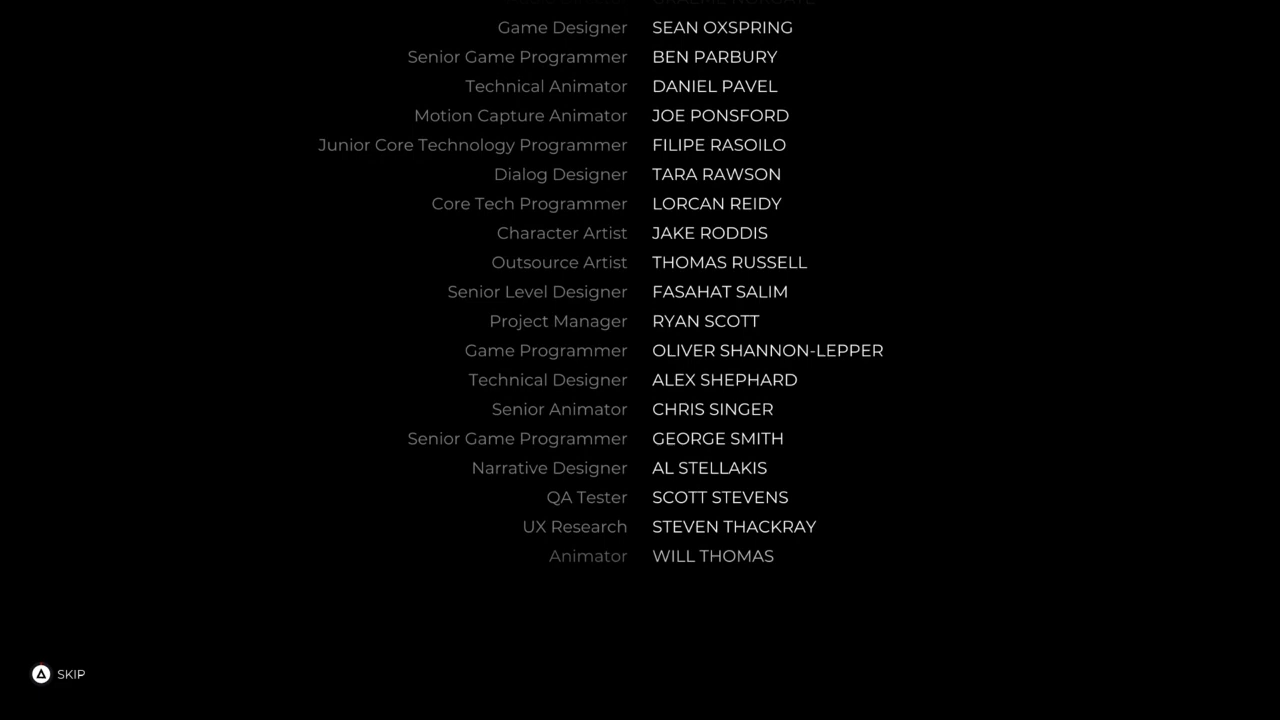 Game Designer SEAN OXSPRING
Senior Game Programmer BEN PARBURY
Technical Animator DANIEL PAVEL
Motion Capture Animator JOE PONSFORD
Junior Core Technology Programmer FILIPE RASOILO
Dialog Designer TARA RAWSON
Core Tech Programmer LORCAN REIDY
Character Artist JAKE RODDIS
Outsource Artist THOMAS RUSSELL
Senior Level Designer FASAHAT SALIM
Project Manager RYAN SCOTT
Game Programmer OLIVER SHANNON-LEPPER
Technical Designer ALEX SHEPHARD
Senior Animator CHRIS SINGER
Senior Game Programmer GEORGE SMITH
Narrative Designer AL STELLAKIS
QA Tester SCOTT STEVENS
UX Research STEVEN THACKRAY
Animator WILL THOMAS
SKIP